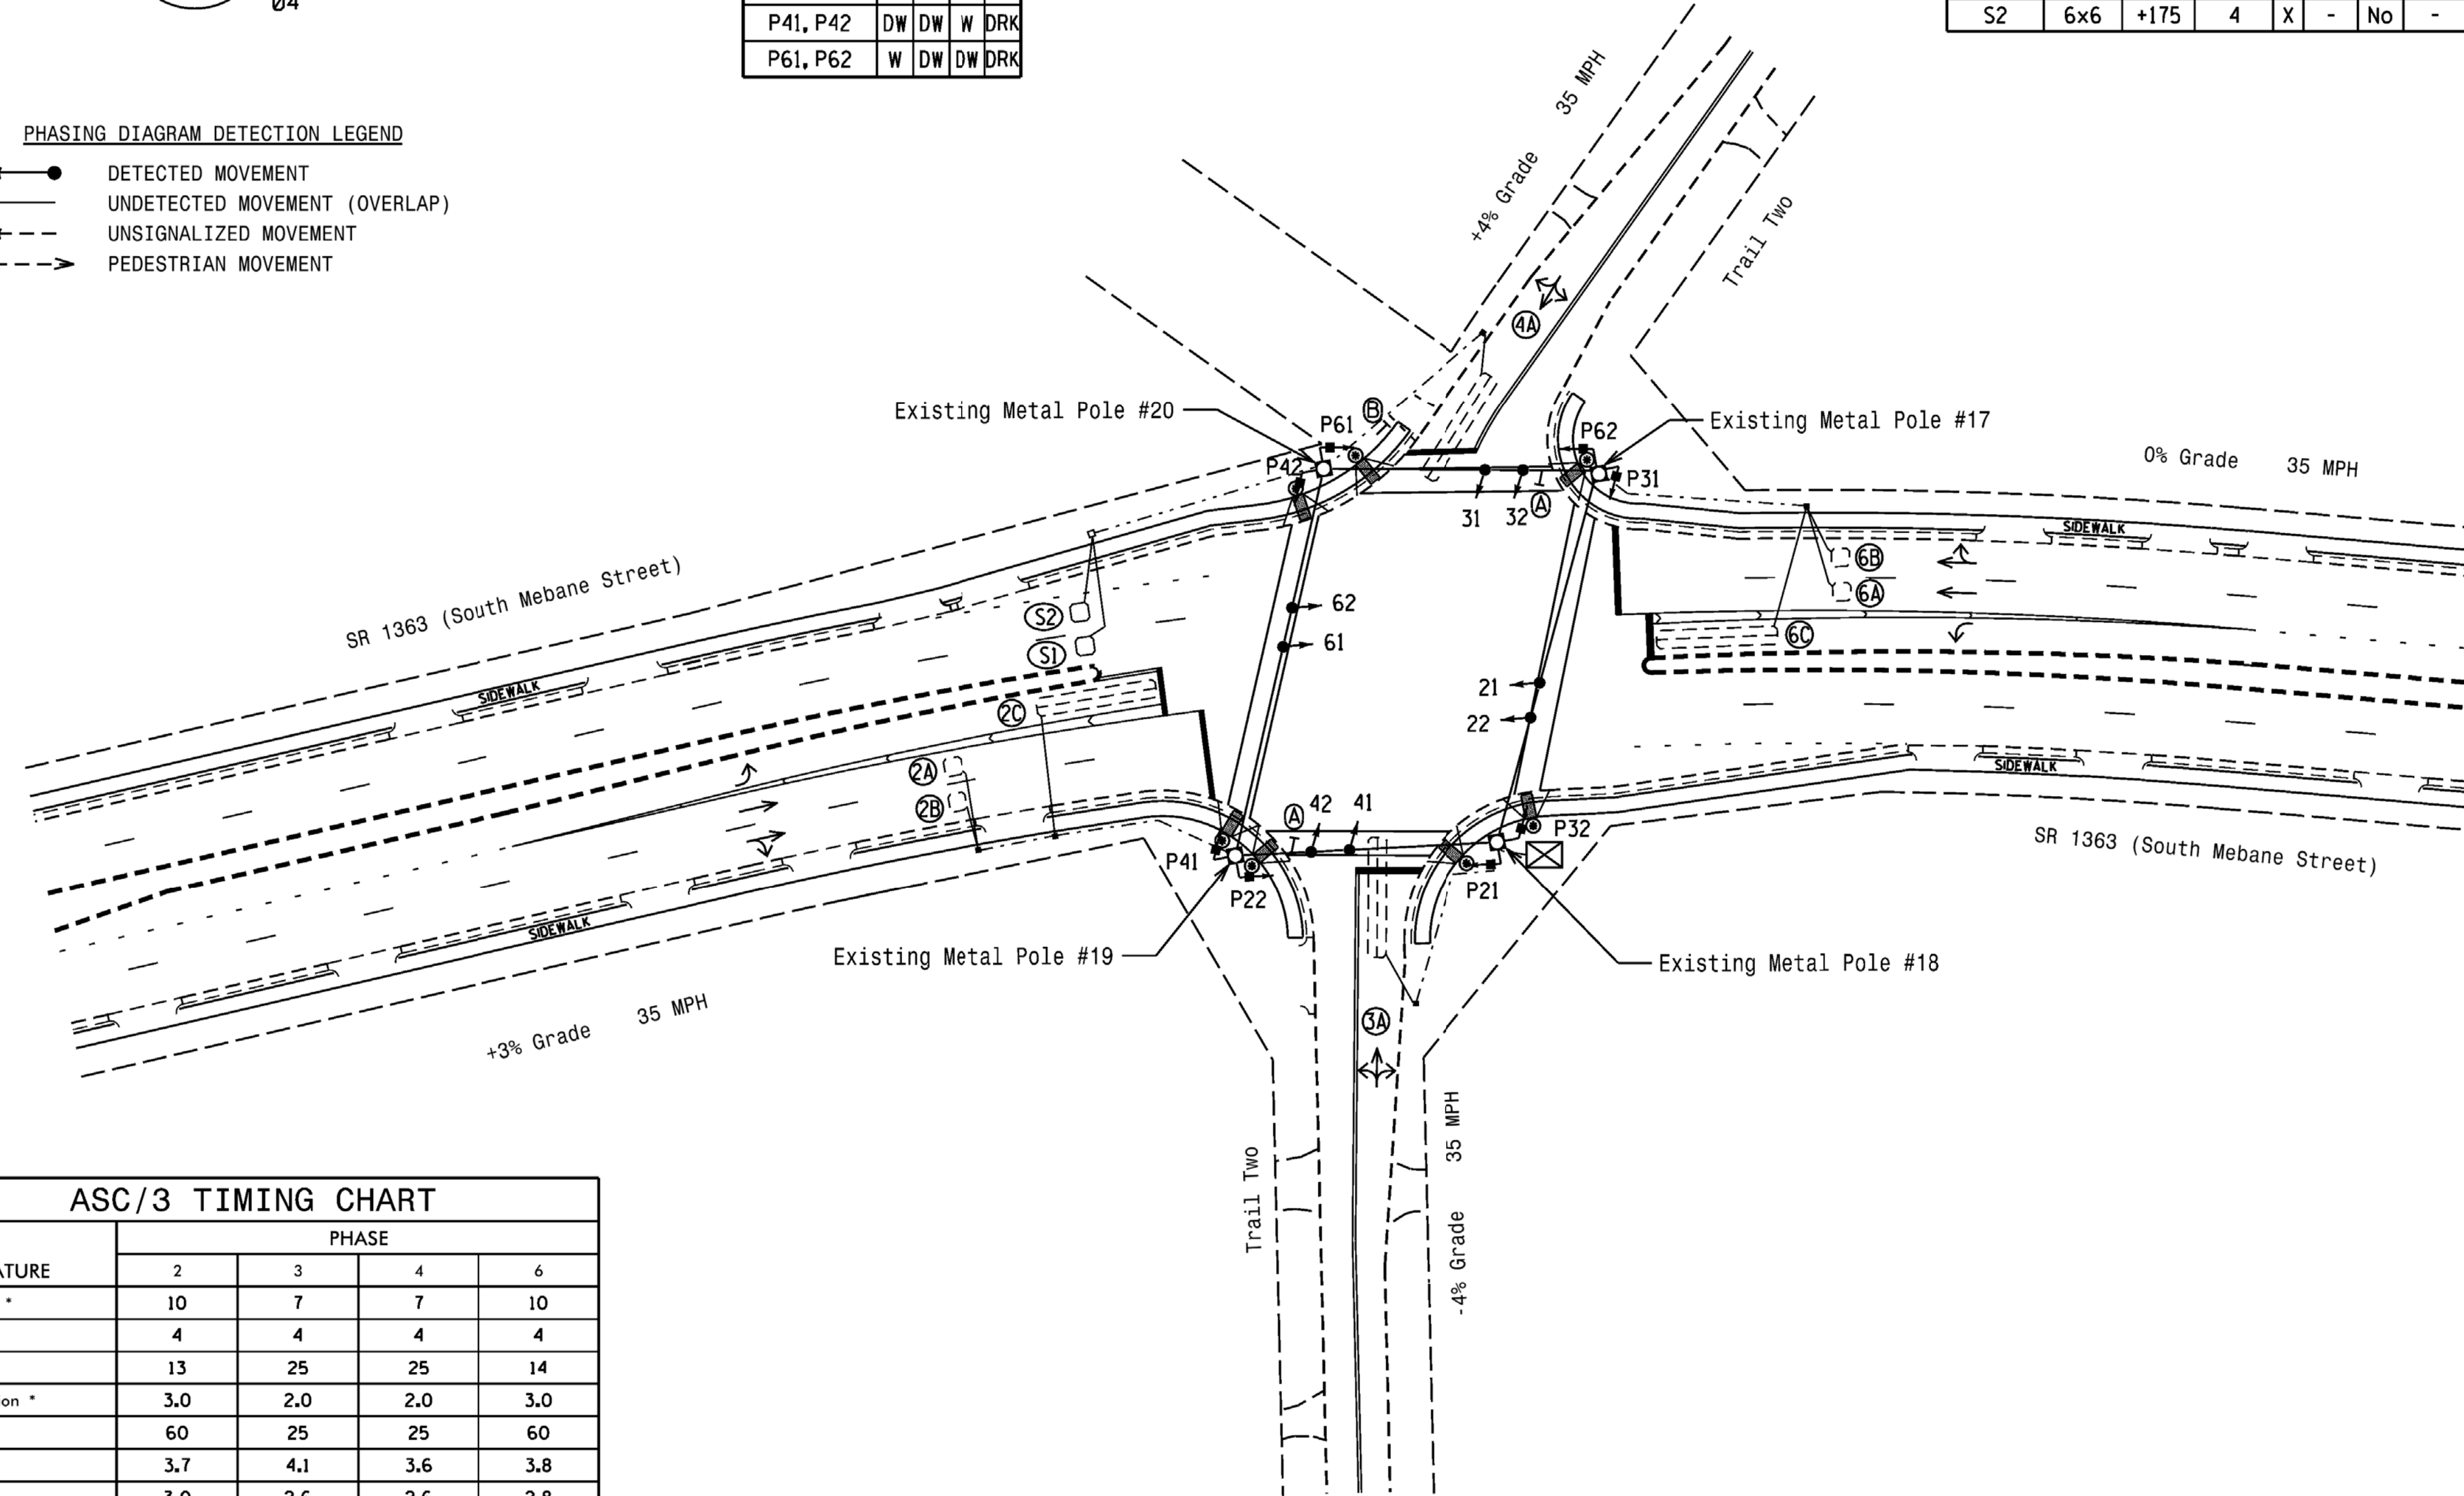 04
P41, P42 DW DW W DRK
P61, P62 W DW DW DRK
S2 6x6 +175 4 X - No -
PHASING DIAGRAM DETECTION LEGEND
DETECTED MOVEMENT
UNDETECTED MOVEMENT (OVERLAP)
UNSIGNALIZED MOVEMENT
PEDESTRIAN MOVEMENT
35 MPH
+4% Grade
Trail Two
4A
Existing Metal Pole #20
P61
B
P62
Existing Metal Pole #17
P42
P31
31 32 A
0% Grade 35 MPH
SIDEWALK
SR 1363 (South Mebane Street)
6B
6A
6C
S2
S1
62
61
SIDEWALK
21
22
2C
2A
2B
A 42 41
P41
P22
P32
P21
SIDEWALK
SR 1363 (South Mebane Street)
SIDEWALK
Existing Metal Pole #19
Existing Metal Pole #18
+3% Grade 35 MPH
3A
Trail Two
-4% Grade 35 MPH
ASC/3 TIMING CHART
PHASE
ATURE 2 3 4 6
* 10 7 7 10
4 4 4 4
13 25 25 14
on * 3.0 2.0 2.0 3.0
60 25 25 60
3.7 4.1 3.6 3.8